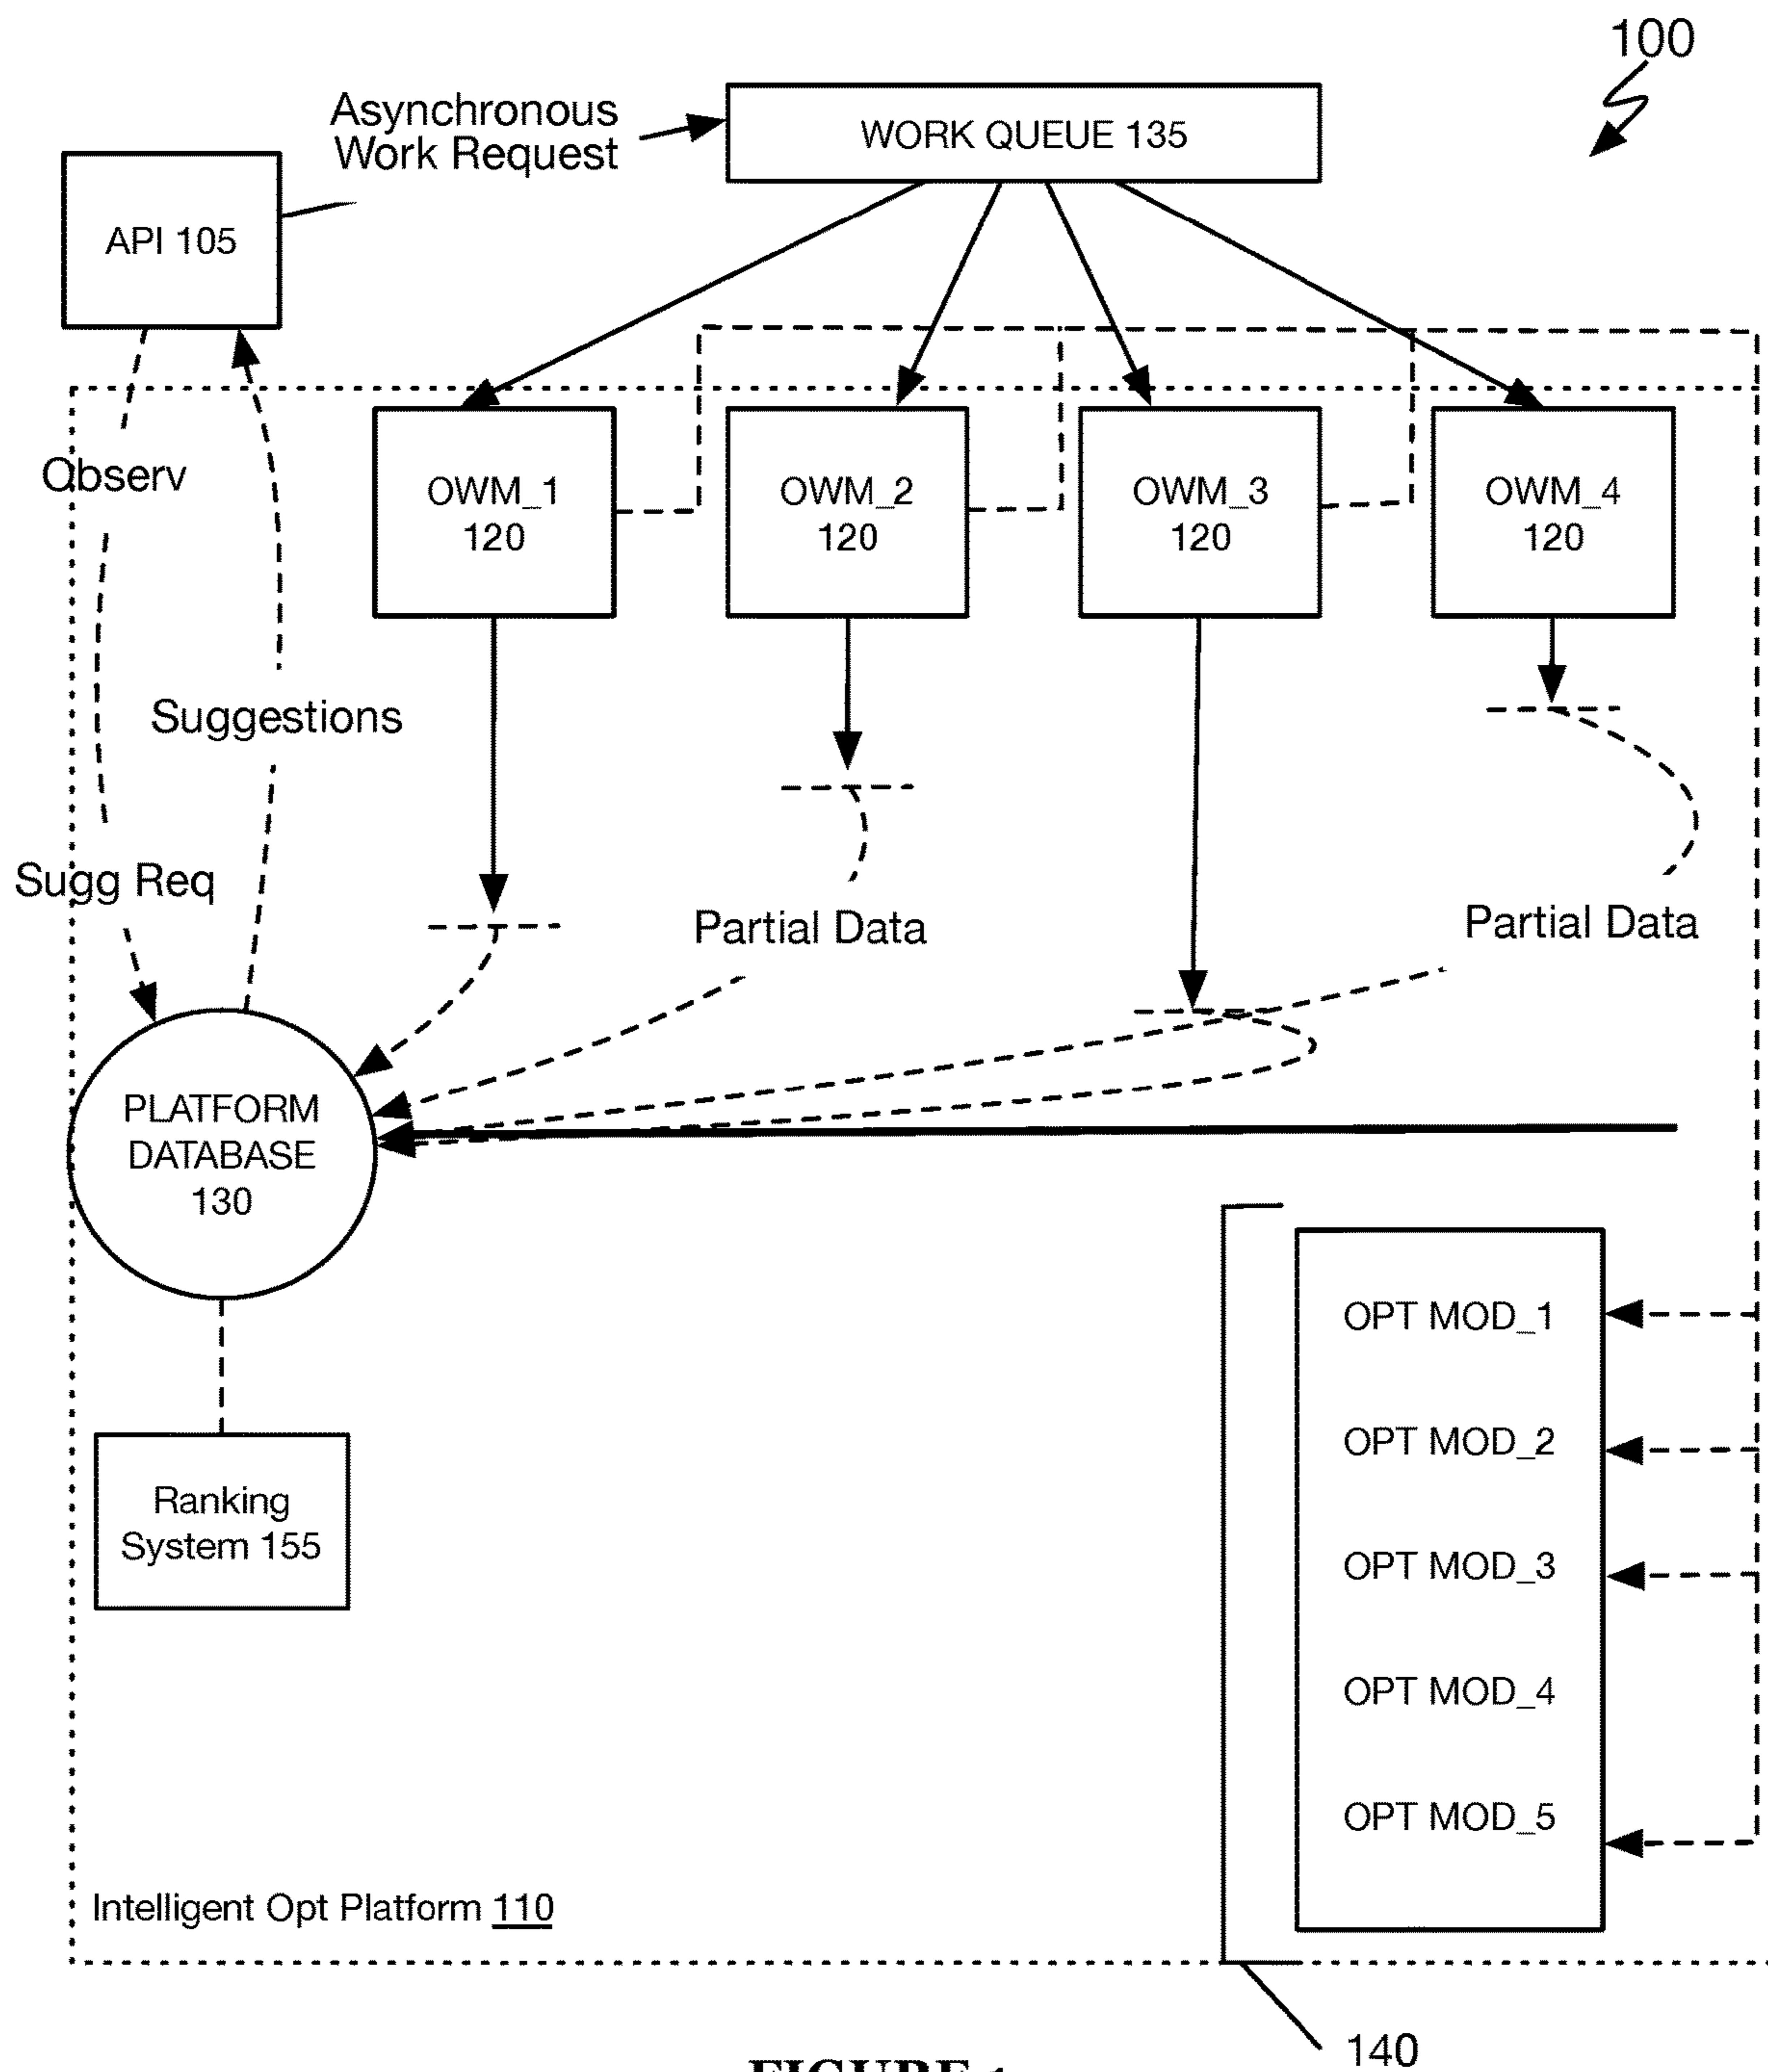 100
Asynchronous
Work Request
WORK QUEUE 135
API 105
Observ
OWM_1
120
OWM_2
120
OWM_3
120
OWM_4
120
Suggestions
Sugg Req
Partial Data
Partial Data
PLATFORM
DATABASE
130
OPT MOD_1
OPT MOD_2
OPT MOD_3
OPT MOD_4
OPT MOD_5
Ranking
System 155
Intelligent Opt Platform 110
140
FIGURE 1